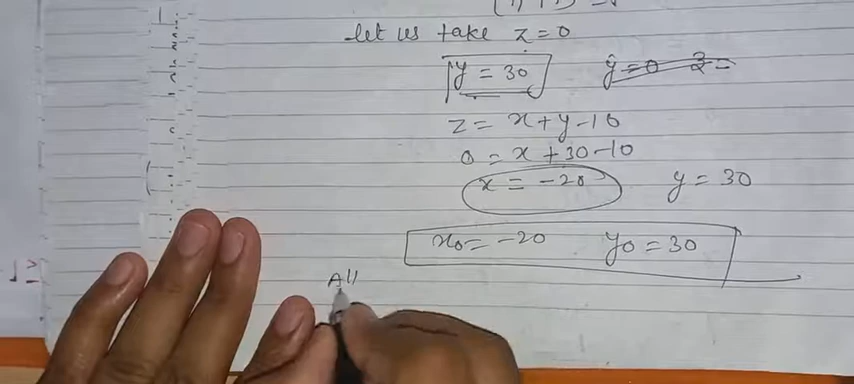 let us take z = 0
y = 30
z = x + y - 10
0 = x + 30 - 10
x = -20 y = 30
x0 = -20 y0 = 30
All